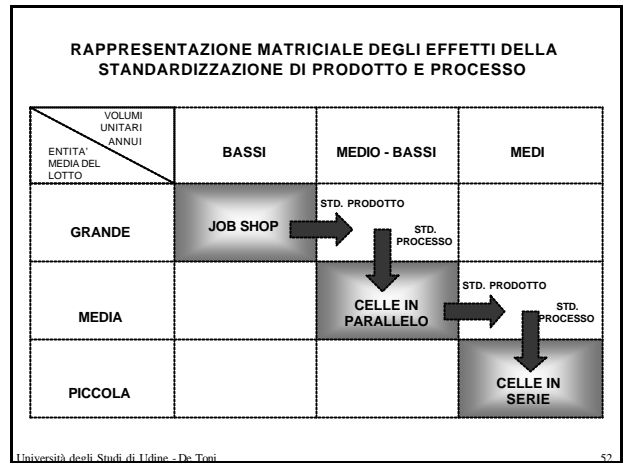 RAPPRESENTAZIONE MATRICIALE DEGLI EFFETTI DELLA
STANDARDIZZAZIONE DI PRODOTTO E PROCESSO
VOLUMI
UNITARI
ANNUI
ENTITA'
MEDIA DEL
LOTTO
BASSI
MEDIO - BASSI
MEDI
GRANDE
JOB SHOP
STD. PRODOTTO
STD.
PROCESSO
MEDIA
CELLE IN
PARALLELO
STD. PRODOTTO
STD.
PROCESSO
PICCOLA
CELLE IN
SERIE
Università degli Studi di Udine - De Toni
52